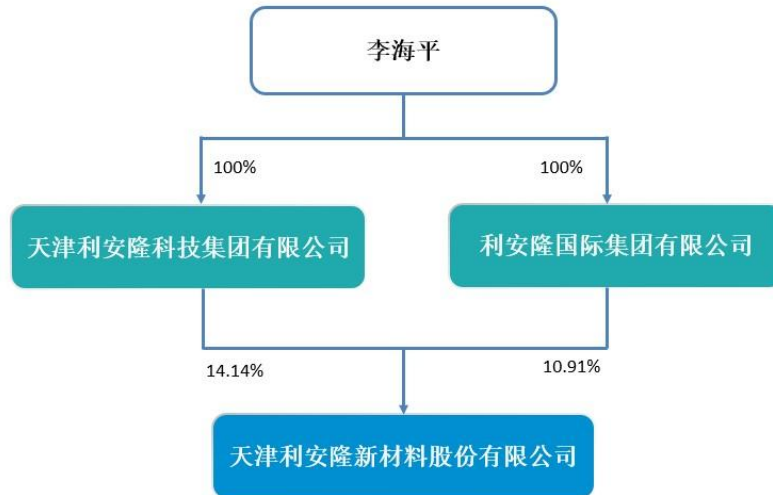 李海平
100%
100%
天津利安隆科技集团有限公司
利安隆国际集团有限公司
14.14%
10.91%
天津利安隆新材料股份有限公司